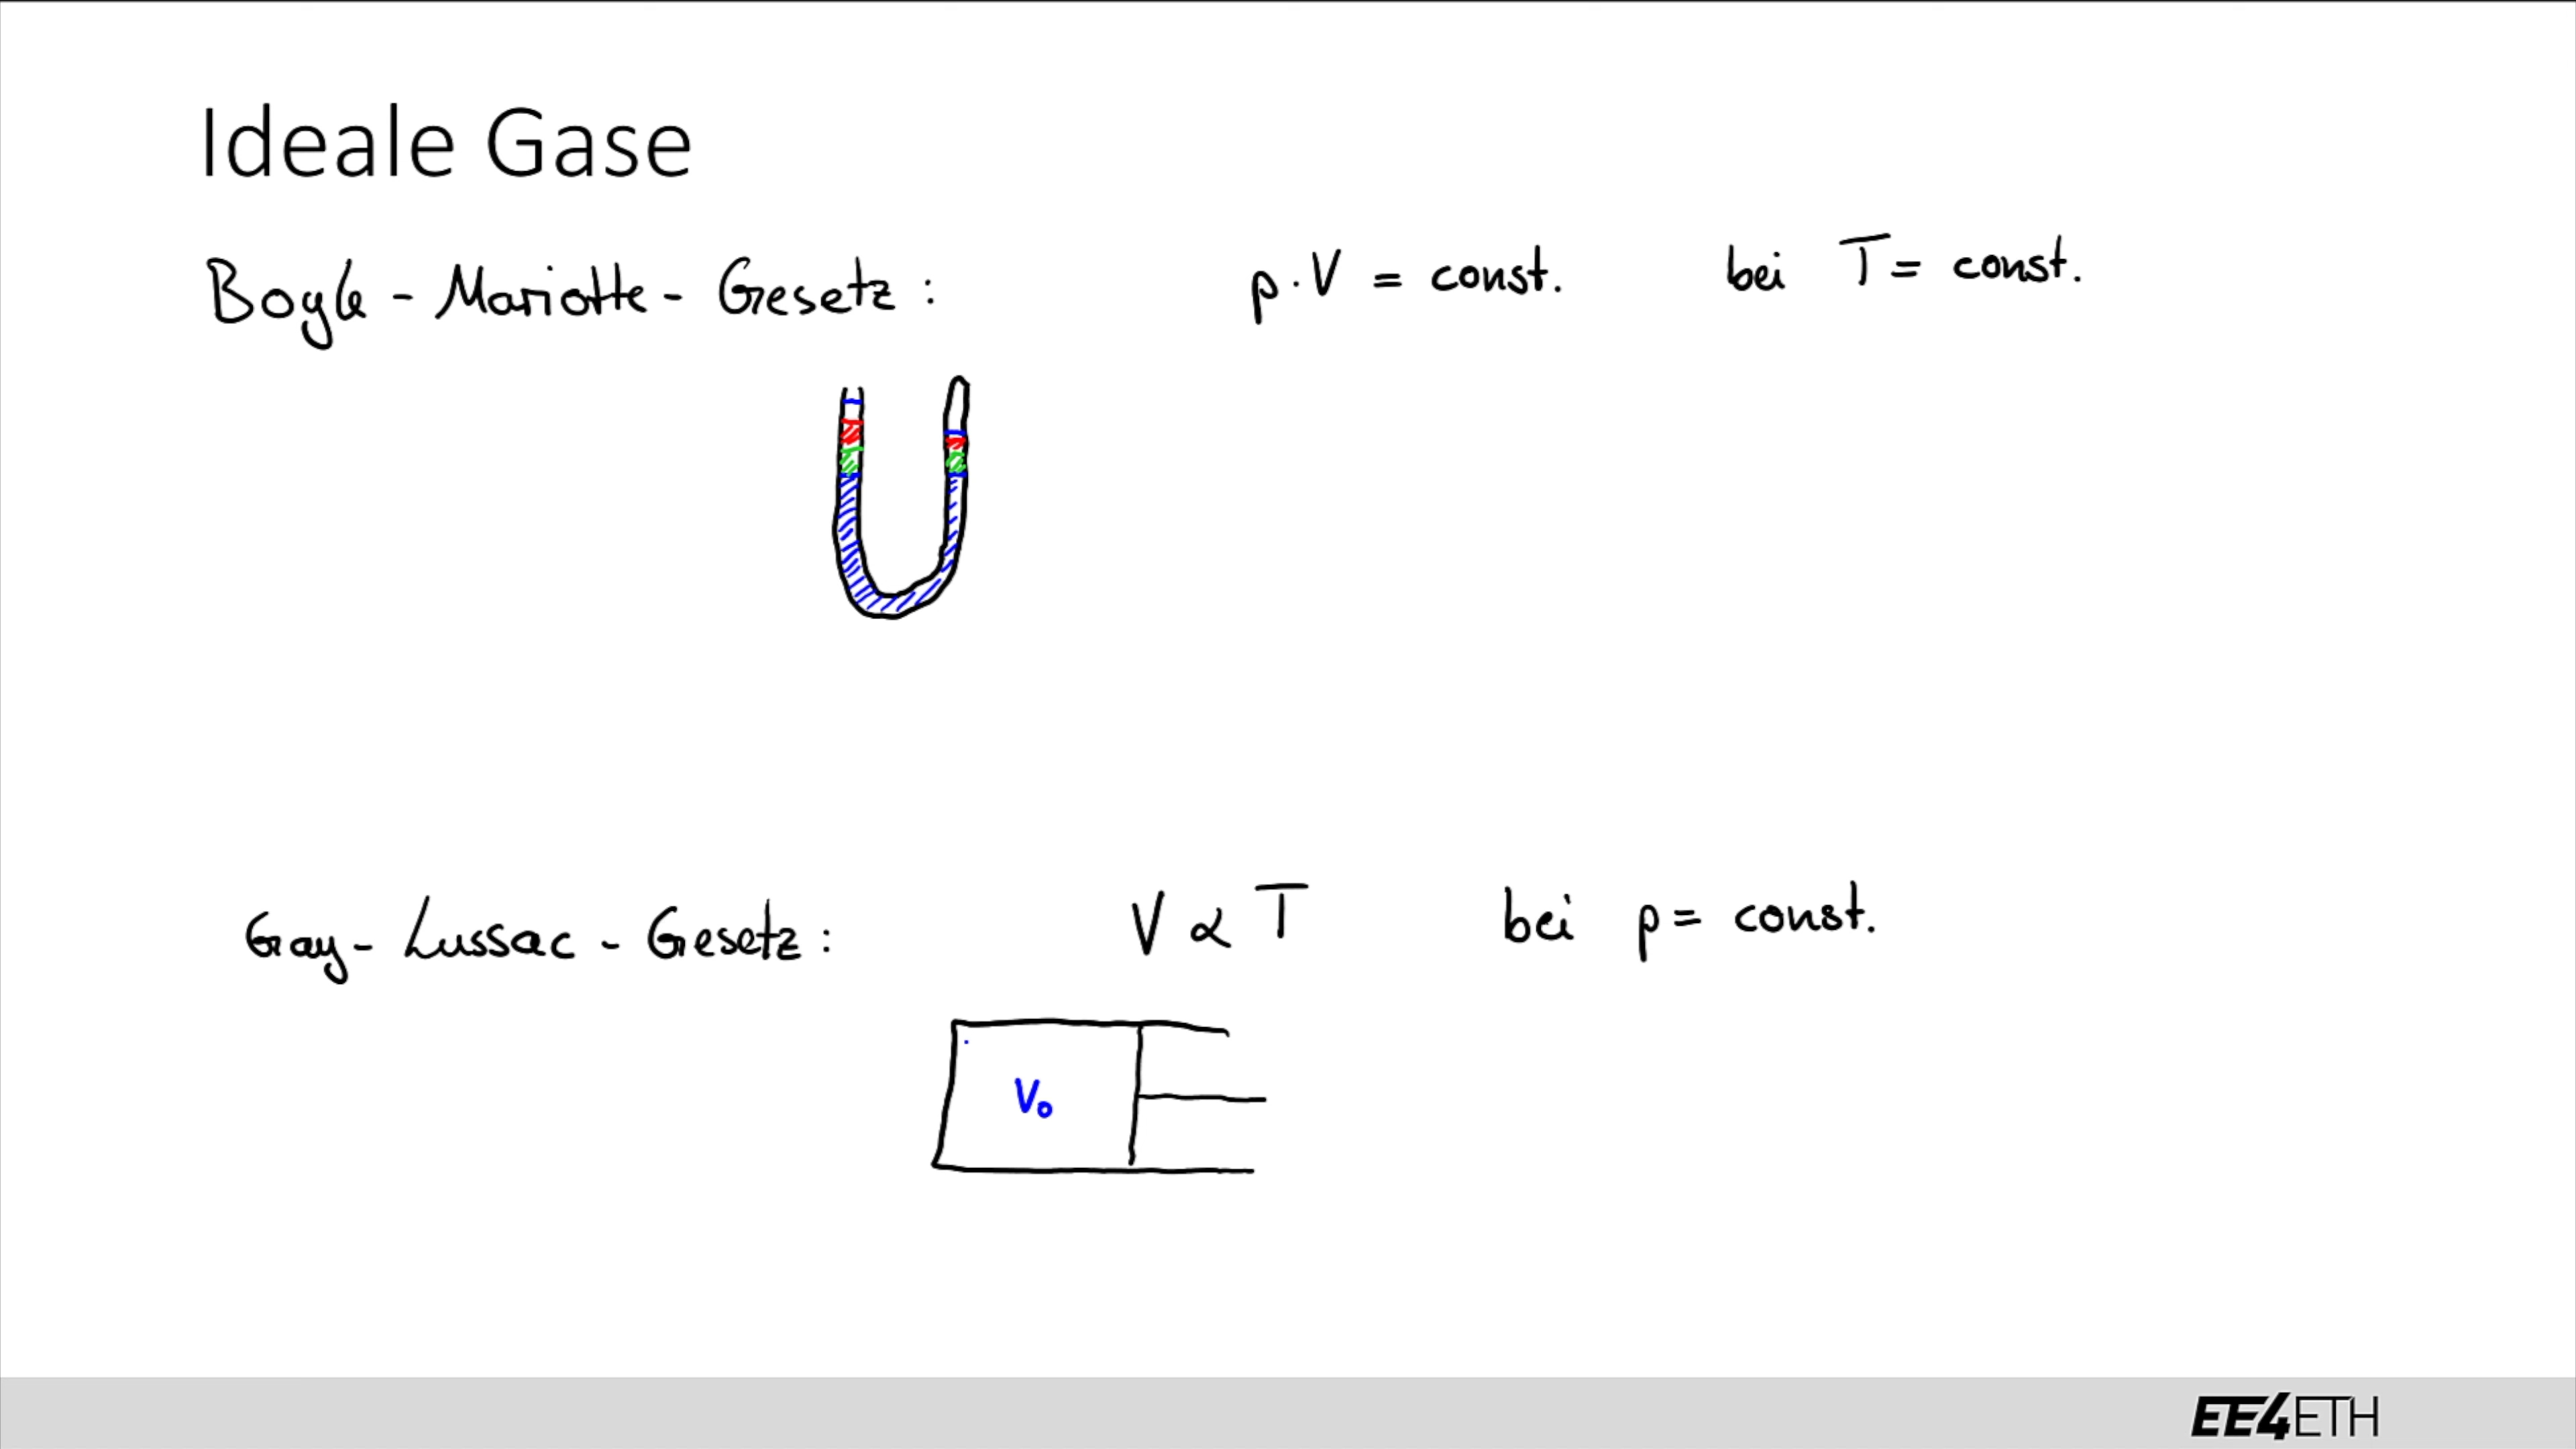 Ideale Gase
Boyle - Mariotte - Gesetz : p · V = const. bei T = const.
Gay - Lussac - Gesetz : V ∝ T bei p = const.
V₀
EE4ETH